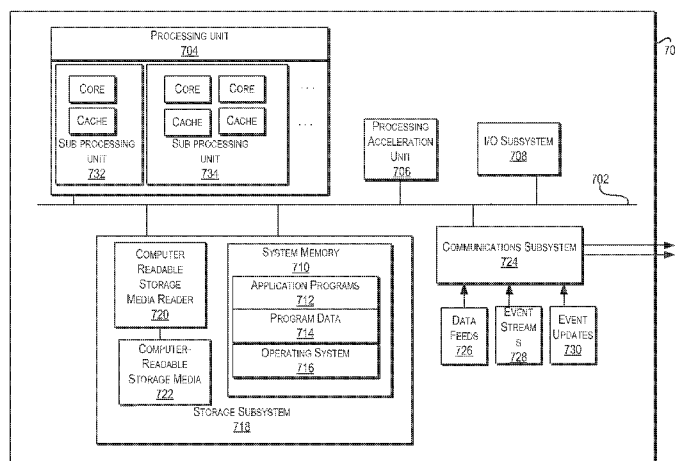 PROCESSING UNIT
704
CORE
CACHE
SUB PROCESSING
UNIT
732
CORE CORE
CACHE CACHE
SUB PROCESSING
UNIT
734
...
...
PROCESSING
ACCELERATION
UNIT
706
I/O SUBSYSTEM
708
70
702
COMPUTER
READABLE
STORAGE
MEDIA READER
720
COMPUTER-
READABLE
STORAGE MEDIA
722
SYSTEM MEMORY
710
APPLICATION PROGRAMS
712
PROGRAM DATA
714
OPERATING SYSTEM
716
STORAGE SUBSYSTEM
718
COMMUNICATIONS SUBSYSTEM
724
DATA
FEEDS
726
EVENT
STREAM
S
728
EVENT
UPDATES
730